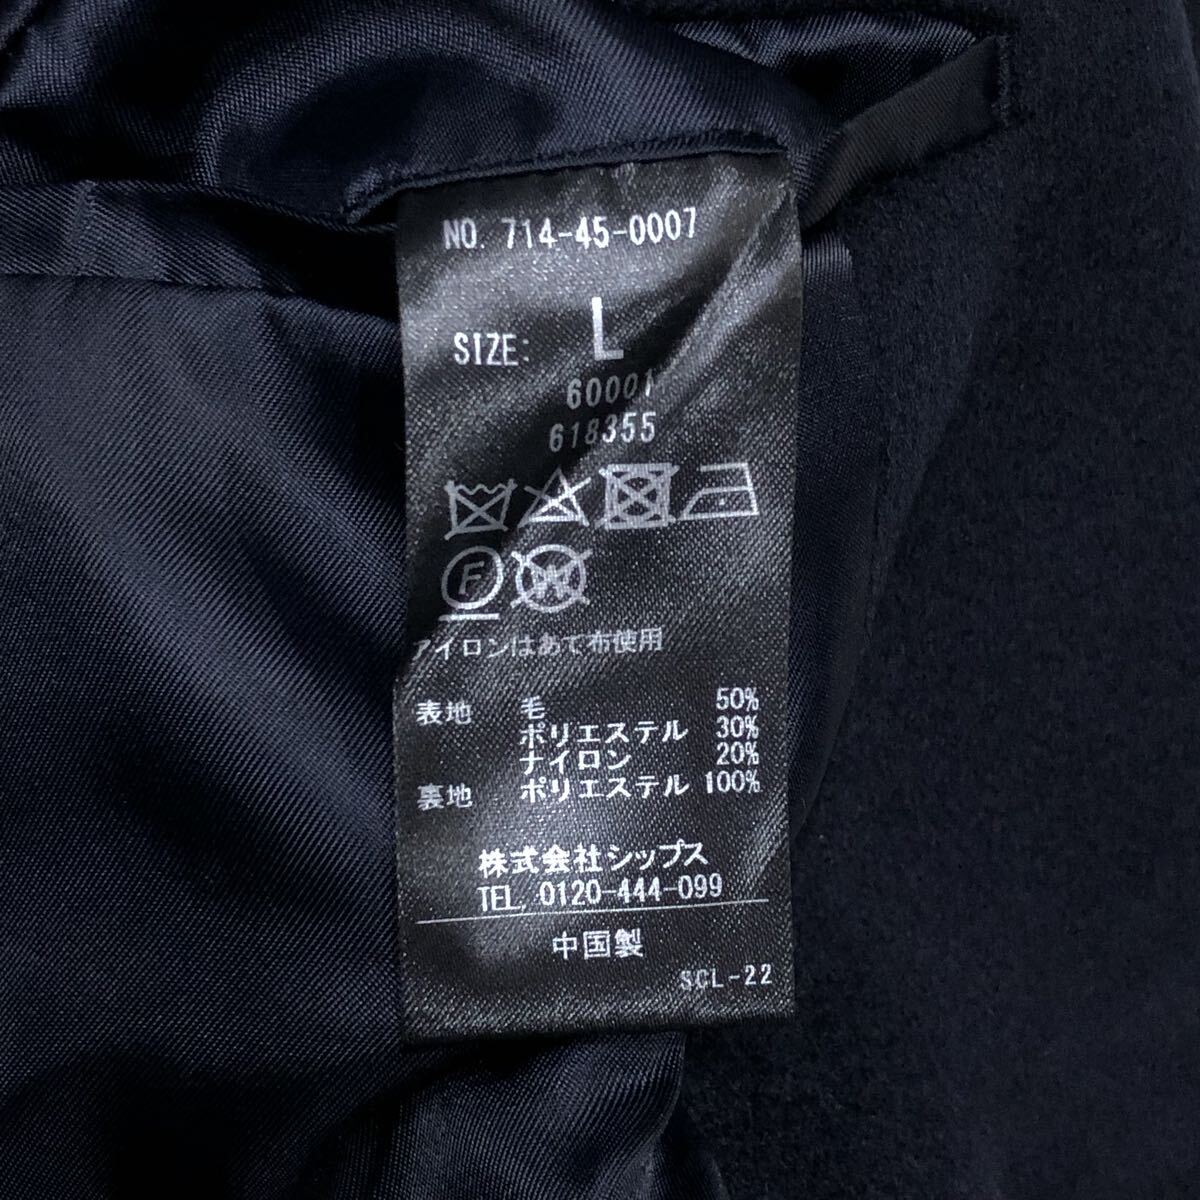 NO. 714-45-0007
SIZE: L
60001
618355
F W
アイロンはあて布使用
表地 毛 50%
ポリエステル 30%
ナイロン 20%
裏地 ポリエステル 100%
株式会社シップス
TEL. 0120-444-099
中国製
SCL-22